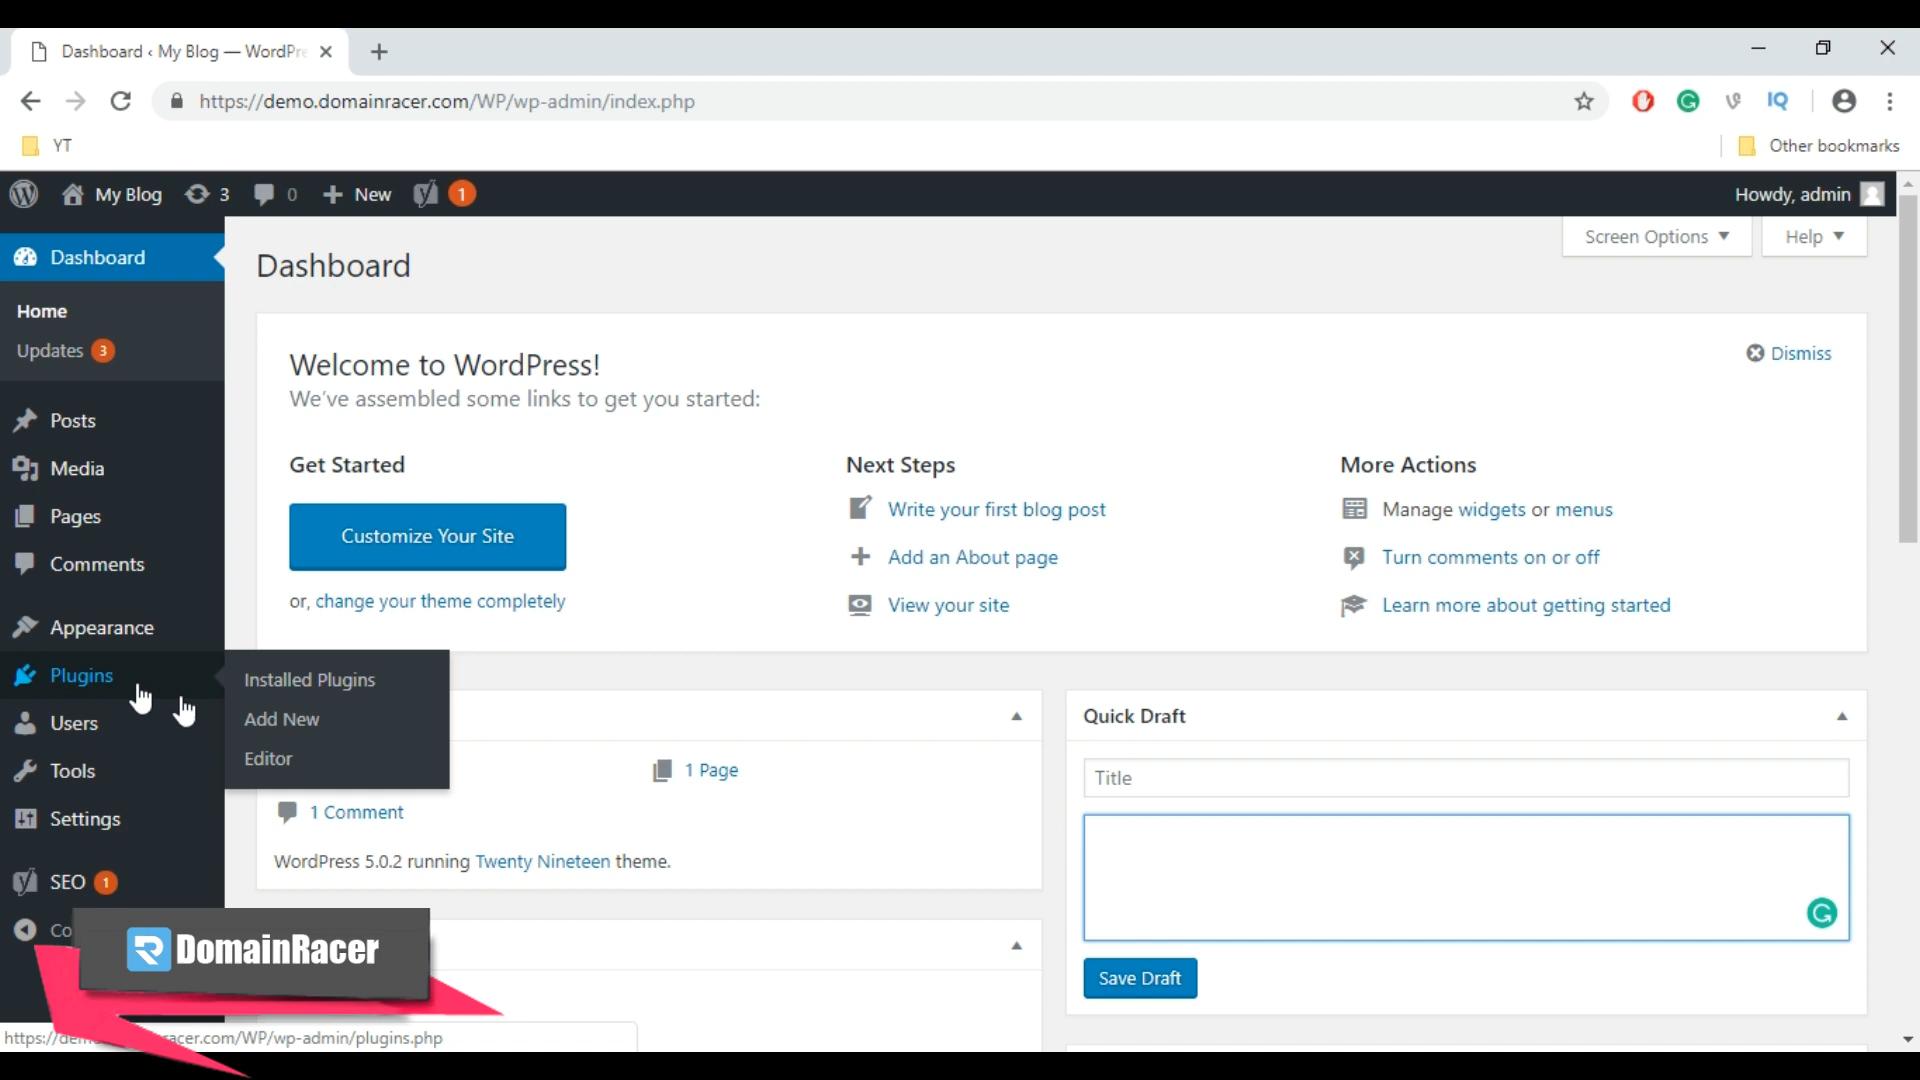 Dashboard ‹ My Blog — WordPre
https://demo.domainracer.com/WP/wp-admin/index.php
IQ
YT
Other bookmarks
My Blog 3 0 New 1
Howdy, admin
Screen Options Help
Dashboard
Home
Updates 3
Posts
Media
Pages
Comments
Appearance
Plugins
Users
Tools
Settings
SEO 1
Co
Installed Plugins
Add New
Editor
Dashboard
Welcome to WordPress!
We've assembled some links to get you started:
Dismiss
Get Started
Customize Your Site
or, change your theme completely
Next Steps
Write your first blog post
Add an About page
View your site
More Actions
Manage widgets or menus
Turn comments on or off
Learn more about getting started
1 Page
1 Comment
WordPress 5.0.2 running Twenty Nineteen theme.
Quick Draft
Title
Save Draft
DomainRacer
https://dem acer.com/WP/wp-admin/plugins.php